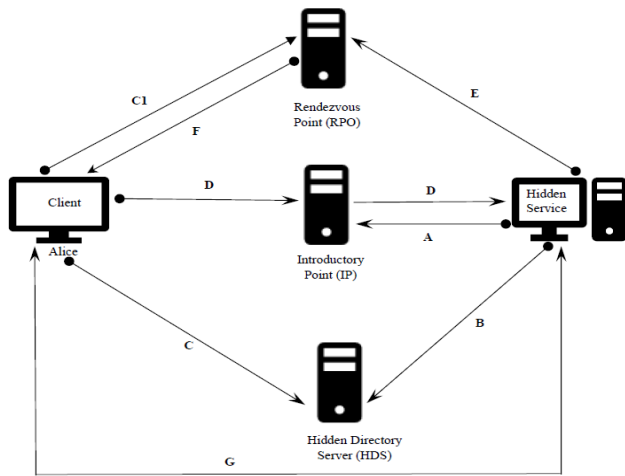 C1
E
Rendezvous
Point (RPO)
F
Client
D
D
Hidden
Service
A
Alice
Introductory
Point (IP)
B
C
Hidden Directory
Server (HDS)
G